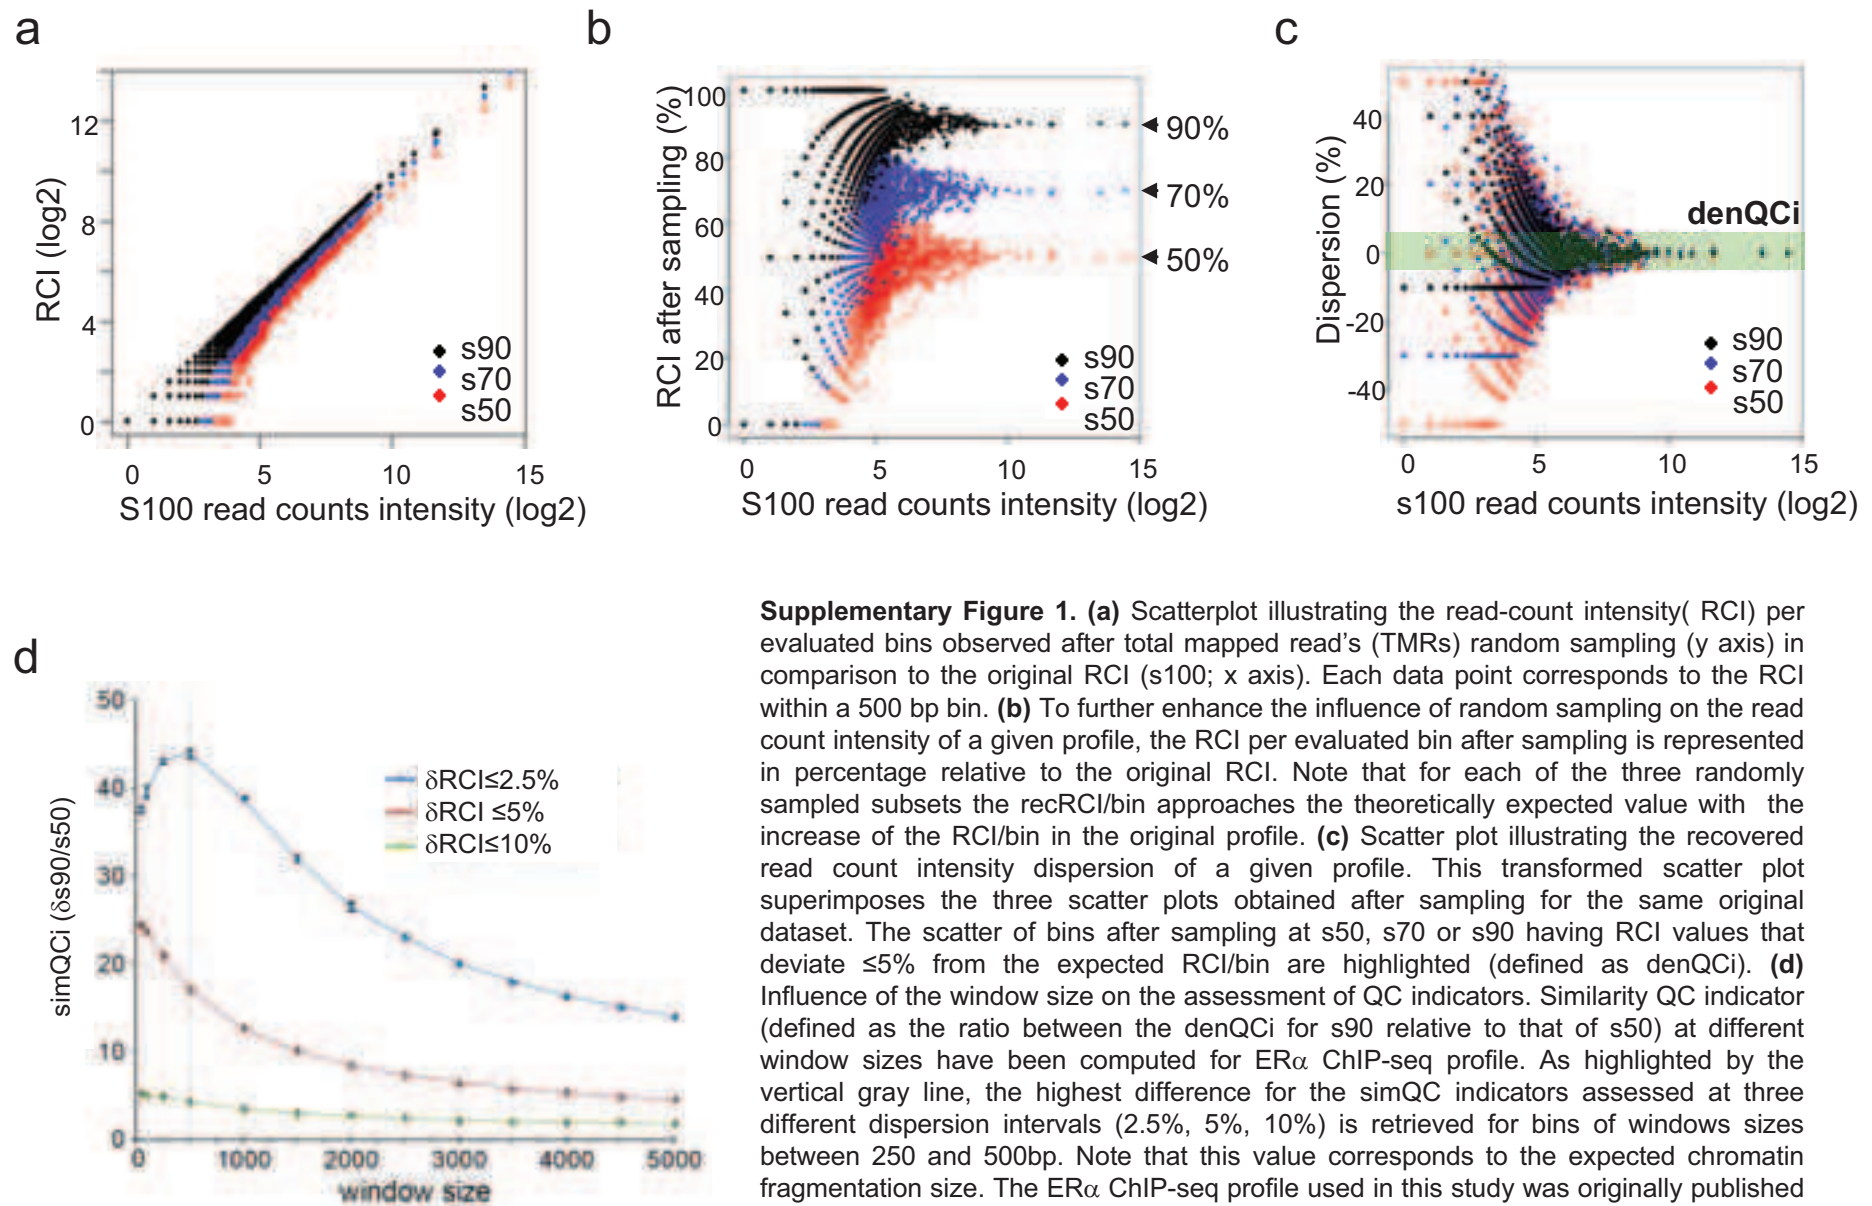 a
RCI (log2)
12
8
4
0
s90
s70
s50
0 5 10 15
S100 read counts intensity (log2)
b
RCI after sampling (%)
100
80
60
40
20
0
90%
70%
50%
s90
s70
s50
0 5 10 15
S100 read counts intensity (log2)
c
Dispersion (%)
40
20
0
-20
-40
denQCi
s90
s70
s50
0 5 10 15
s100 read counts intensity (log2)
d
simQCi (δs90/s50)
50
40
30
20
10
0
δRCI≤2.5%
δRCI ≤5%
δRCI≤10%
0 1000 2000 3000 4000 5000
window size
Supplementary Figure 1. (a) Scatterplot illustrating the read-count intensity( RCI) per
evaluated bins observed after total mapped read's (TMRs) random sampling (y axis) in
comparison to the original RCI (s100; x axis). Each data point corresponds to the RCI
within a 500 bp bin. (b) To further enhance the influence of random sampling on the read
count intensity of a given profile, the RCI per evaluated bin after sampling is represented
in percentage relative to the original RCI. Note that for each of the three randomly
sampled subsets the recRCI/bin approaches the theoretically expected value with the
increase of the RCI/bin in the original profile. (c) Scatter plot illustrating the recovered
read count intensity dispersion of a given profile. This transformed scatter plot
superimposes the three scatter plots obtained after sampling for the same original
dataset. The scatter of bins after sampling at s50, s70 or s90 having RCI values that
deviate ≤5% from the expected RCI/bin are highlighted (defined as denQCi). (d)
Influence of the window size on the assessment of QC indicators. Similarity QC indicator
(defined as the ratio between the denQCi for s90 relative to that of s50) at different
window sizes have been computed for ERα ChIP-seq profile. As highlighted by the
vertical gray line, the highest difference for the simQC indicators assessed at three
different dispersion intervals (2.5%, 5%, 10%) is retrieved for bins of windows sizes
between 250 and 500bp. Note that this value corresponds to the expected chromatin
fragmentation size. The ERα ChIP-seq profile used in this study was originally published